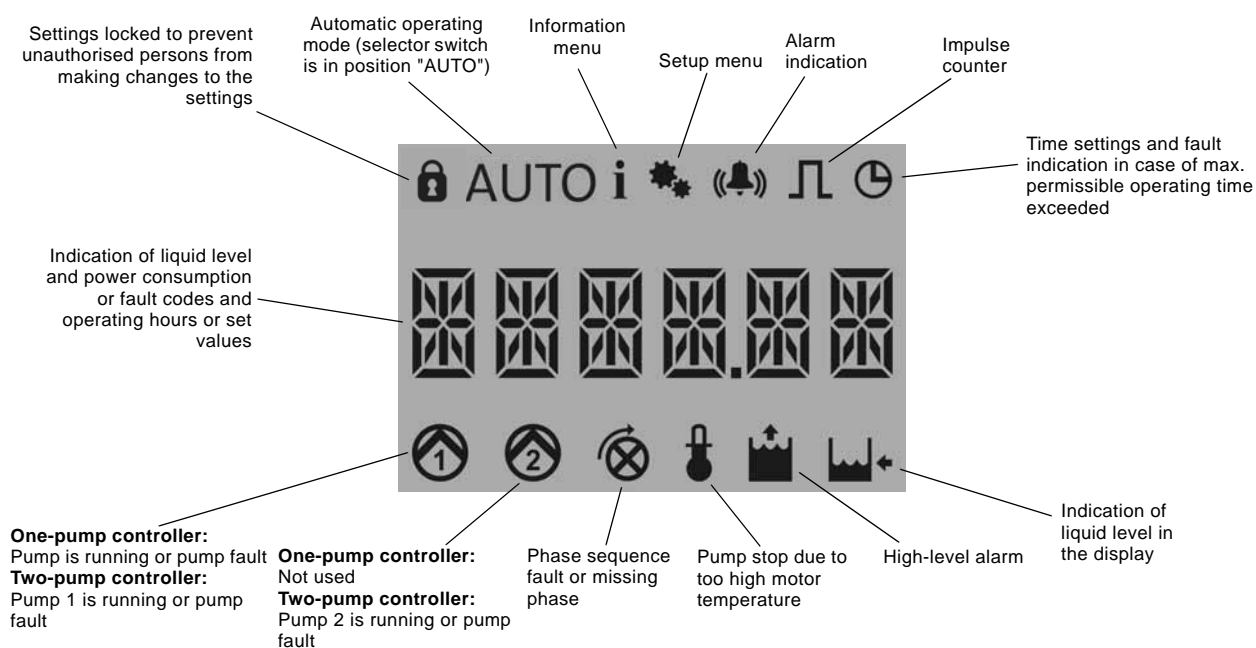 Settings locked to prevent
unauthorised persons from
making changes to the
settings
Automatic operating
mode (selector switch
is in position "AUTO")
Information
menu
Setup menu
Alarm
indication
Impulse
counter
Time settings and fault
indication in case of max.
permissible operating time
exceeded
AUTO i
Indication of liquid level
and power consumption
or fault codes and
operating hours or set
values
1 2
One-pump controller:
Pump is running or pump fault
Two-pump controller:
Pump 1 is running or pump
fault
One-pump controller:
Not used
Two-pump controller:
Pump 2 is running or pump
fault
Phase sequence
fault or missing
phase
Pump stop due to
too high motor
temperature
High-level alarm
Indication of
liquid level in
the display